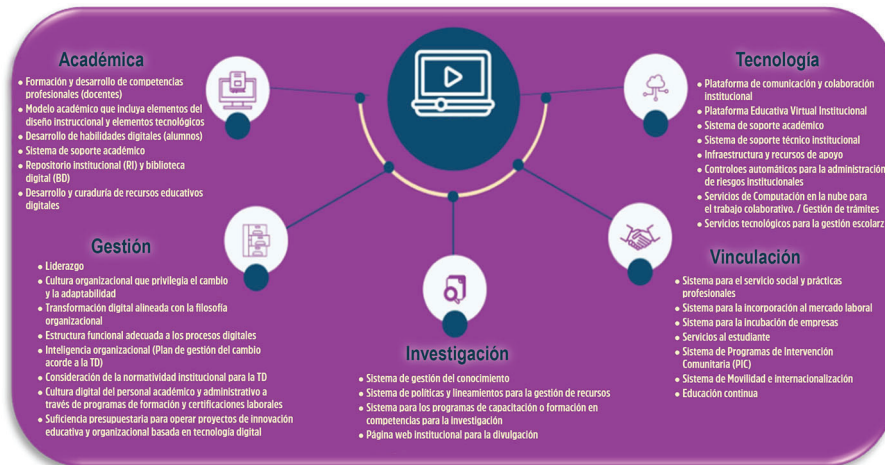 Académica
• Formación y desarrollo de competencias
profesionales (docentes)
• Modelo académico que incluya elementos del
diseño instruccional y elementos tecnológicos
• Desarrollo de habilidades digitales (alumnos)
• Sistema de soporte académico
• Repositorio institucional (RI) y biblioteca
digital (BD)
• Desarrollo y curaduría de recursos educativos
digitales
Gestión
• Liderazgo
• Cultura organizacional que privilegia el cambio
y la adaptabilidad
• Transformación digital alineada con la filosofía
organizacional
• Estructura funcional adecuada a los procesos digitales
• Inteligencia organizacional (Plan de gestión del cambio
acorde a la TD)
• Consideración de la normatividad institucional para la TD
• Cultura digital del personal académico y administrativo a
través de programas de formación y certificaciones laborales
• Suficiencia presupuestaria para operar proyectos de innovación
educativa y organizacional basada en tecnología digital
Investigación
• Sistema de gestión del conocimiento
• Sistema de políticas y lineamientos para la gestión de recursos
• Sistema para los programas de capacitación o formación en
competencias para la investigación
• Página web institucional para la divulgación
Tecnología
• Plataforma de comunicación y colaboración
institucional
• Plataforma Educativa Virtual Institucional
• Sistema de soporte académico
• Sistema de soporte técnico institucional
• Infraestructura y recursos de apoyo
• Controloes automáticos para la administración
de riesgos institucionales
• Servicios de Computación en la nube para
el trabajo colaborativo. / Gestión de trámites
• Servicios tecnológicos para la gestión escolarz
Vinculación
• Sistema para el servicio social y prácticas
profesionales
• Sistema para la incorporación al mercado laboral
• Sistema para la incubación de empresas
• Servicios al estudiante
• Sistema de Programas de Intervención
Comunitaria (PIC)
• Sistema de Movilidad e internacionalización
• Educación continua